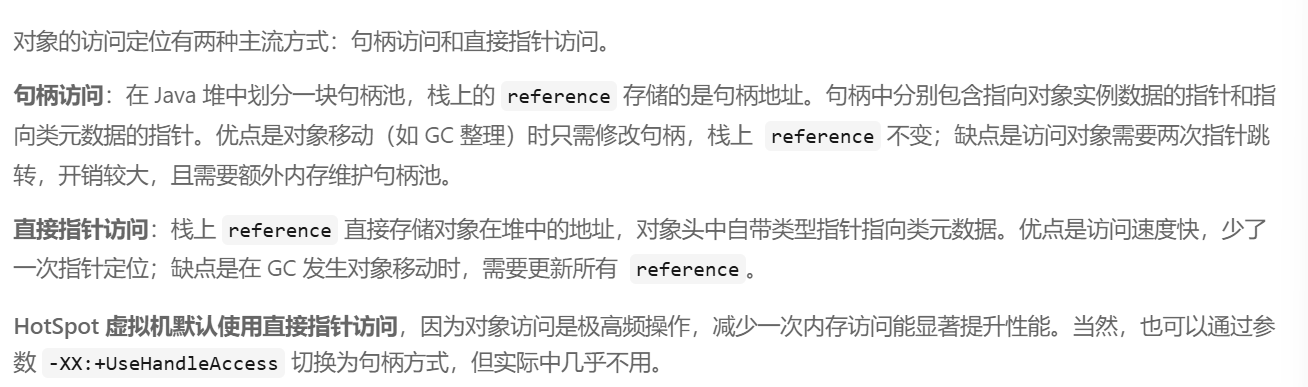 对象的访问定位有两种主流方式：句柄访问和直接指针访问。
句柄访问：在 Java 堆中划分一块句柄池，栈上的 reference 存储的是句柄地址。句柄中分别包含指向对象实例数据的指针和指
向类元数据的指针。优点是对象移动（如 GC 整理）时只需修改句柄，栈上 reference 不变；缺点是访问对象需要两次指针跳
转，开销较大，且需要额外内存维护句柄池。
直接指针访问：栈上 reference 直接存储对象在堆中的地址，对象头中自带类型指针指向类元数据。优点是访问速度快，少了
一次指针定位；缺点是在 GC 发生对象移动时，需要更新所有 reference。
HotSpot 虚拟机默认使用直接指针访问，因为对象访问是极高频操作，减少一次内存访问能显著提升性能。当然，也可以通过参
数 -XX:+UseHandleAccess 切换为句柄方式，但实际中几乎不用。